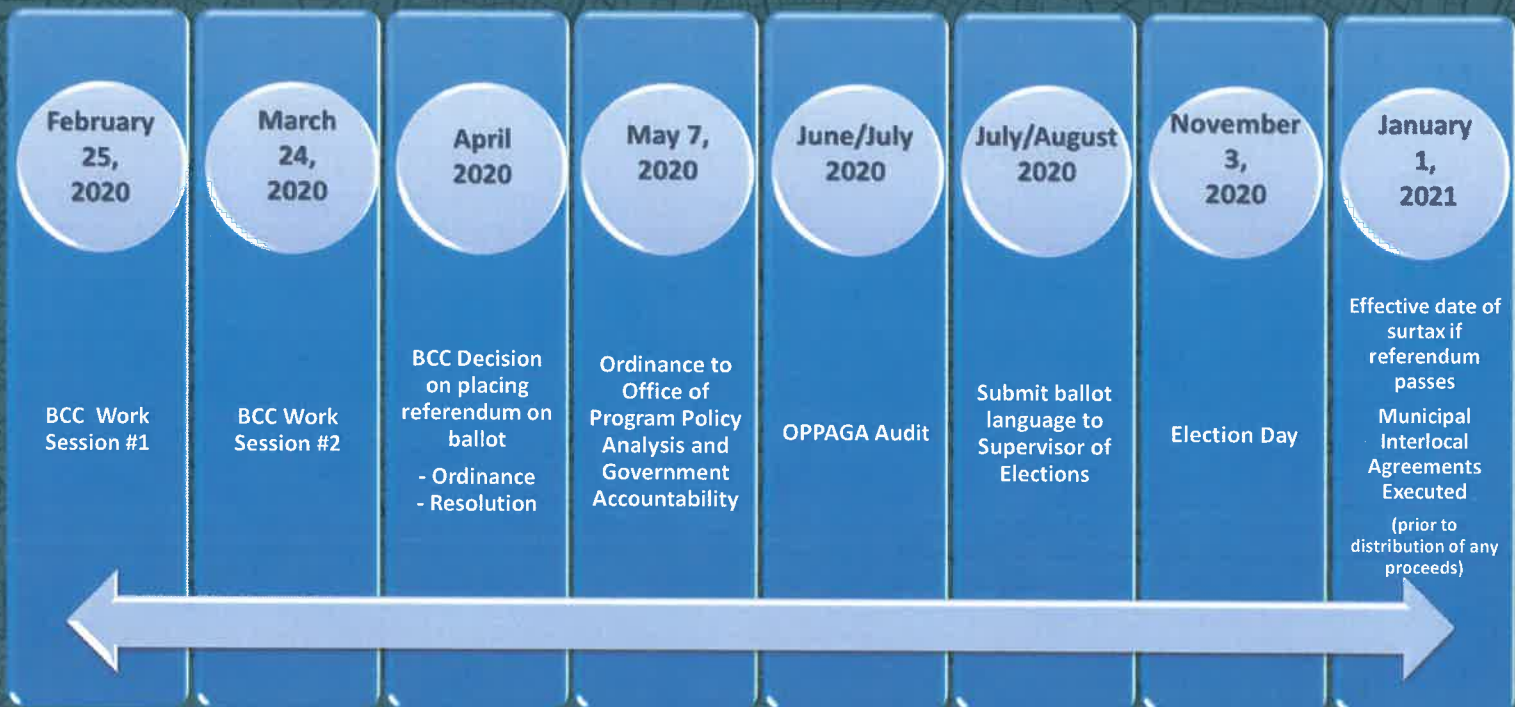 February
25,
2020
BCC Work
Session #1
March
24,
2020
BCC Work
Session #2
April
2020
BCC Decision
on placing
referendum on
ballot
- Ordinance
- Resolution
May 7,
2020
Ordinance to
Office of
Program Policy
Analysis and
Government
Accountability
June/July
2020
OPPAGA Audit
July/August
2020
Submit ballot
language to
Supervisor of
Elections
November
3,
2020
Election Day
January
1,
2021
Effective date of
surtax if
referendum
passes
Municipal
Interlocal
Agreements
Executed
(prior to
distribution of any
proceeds)